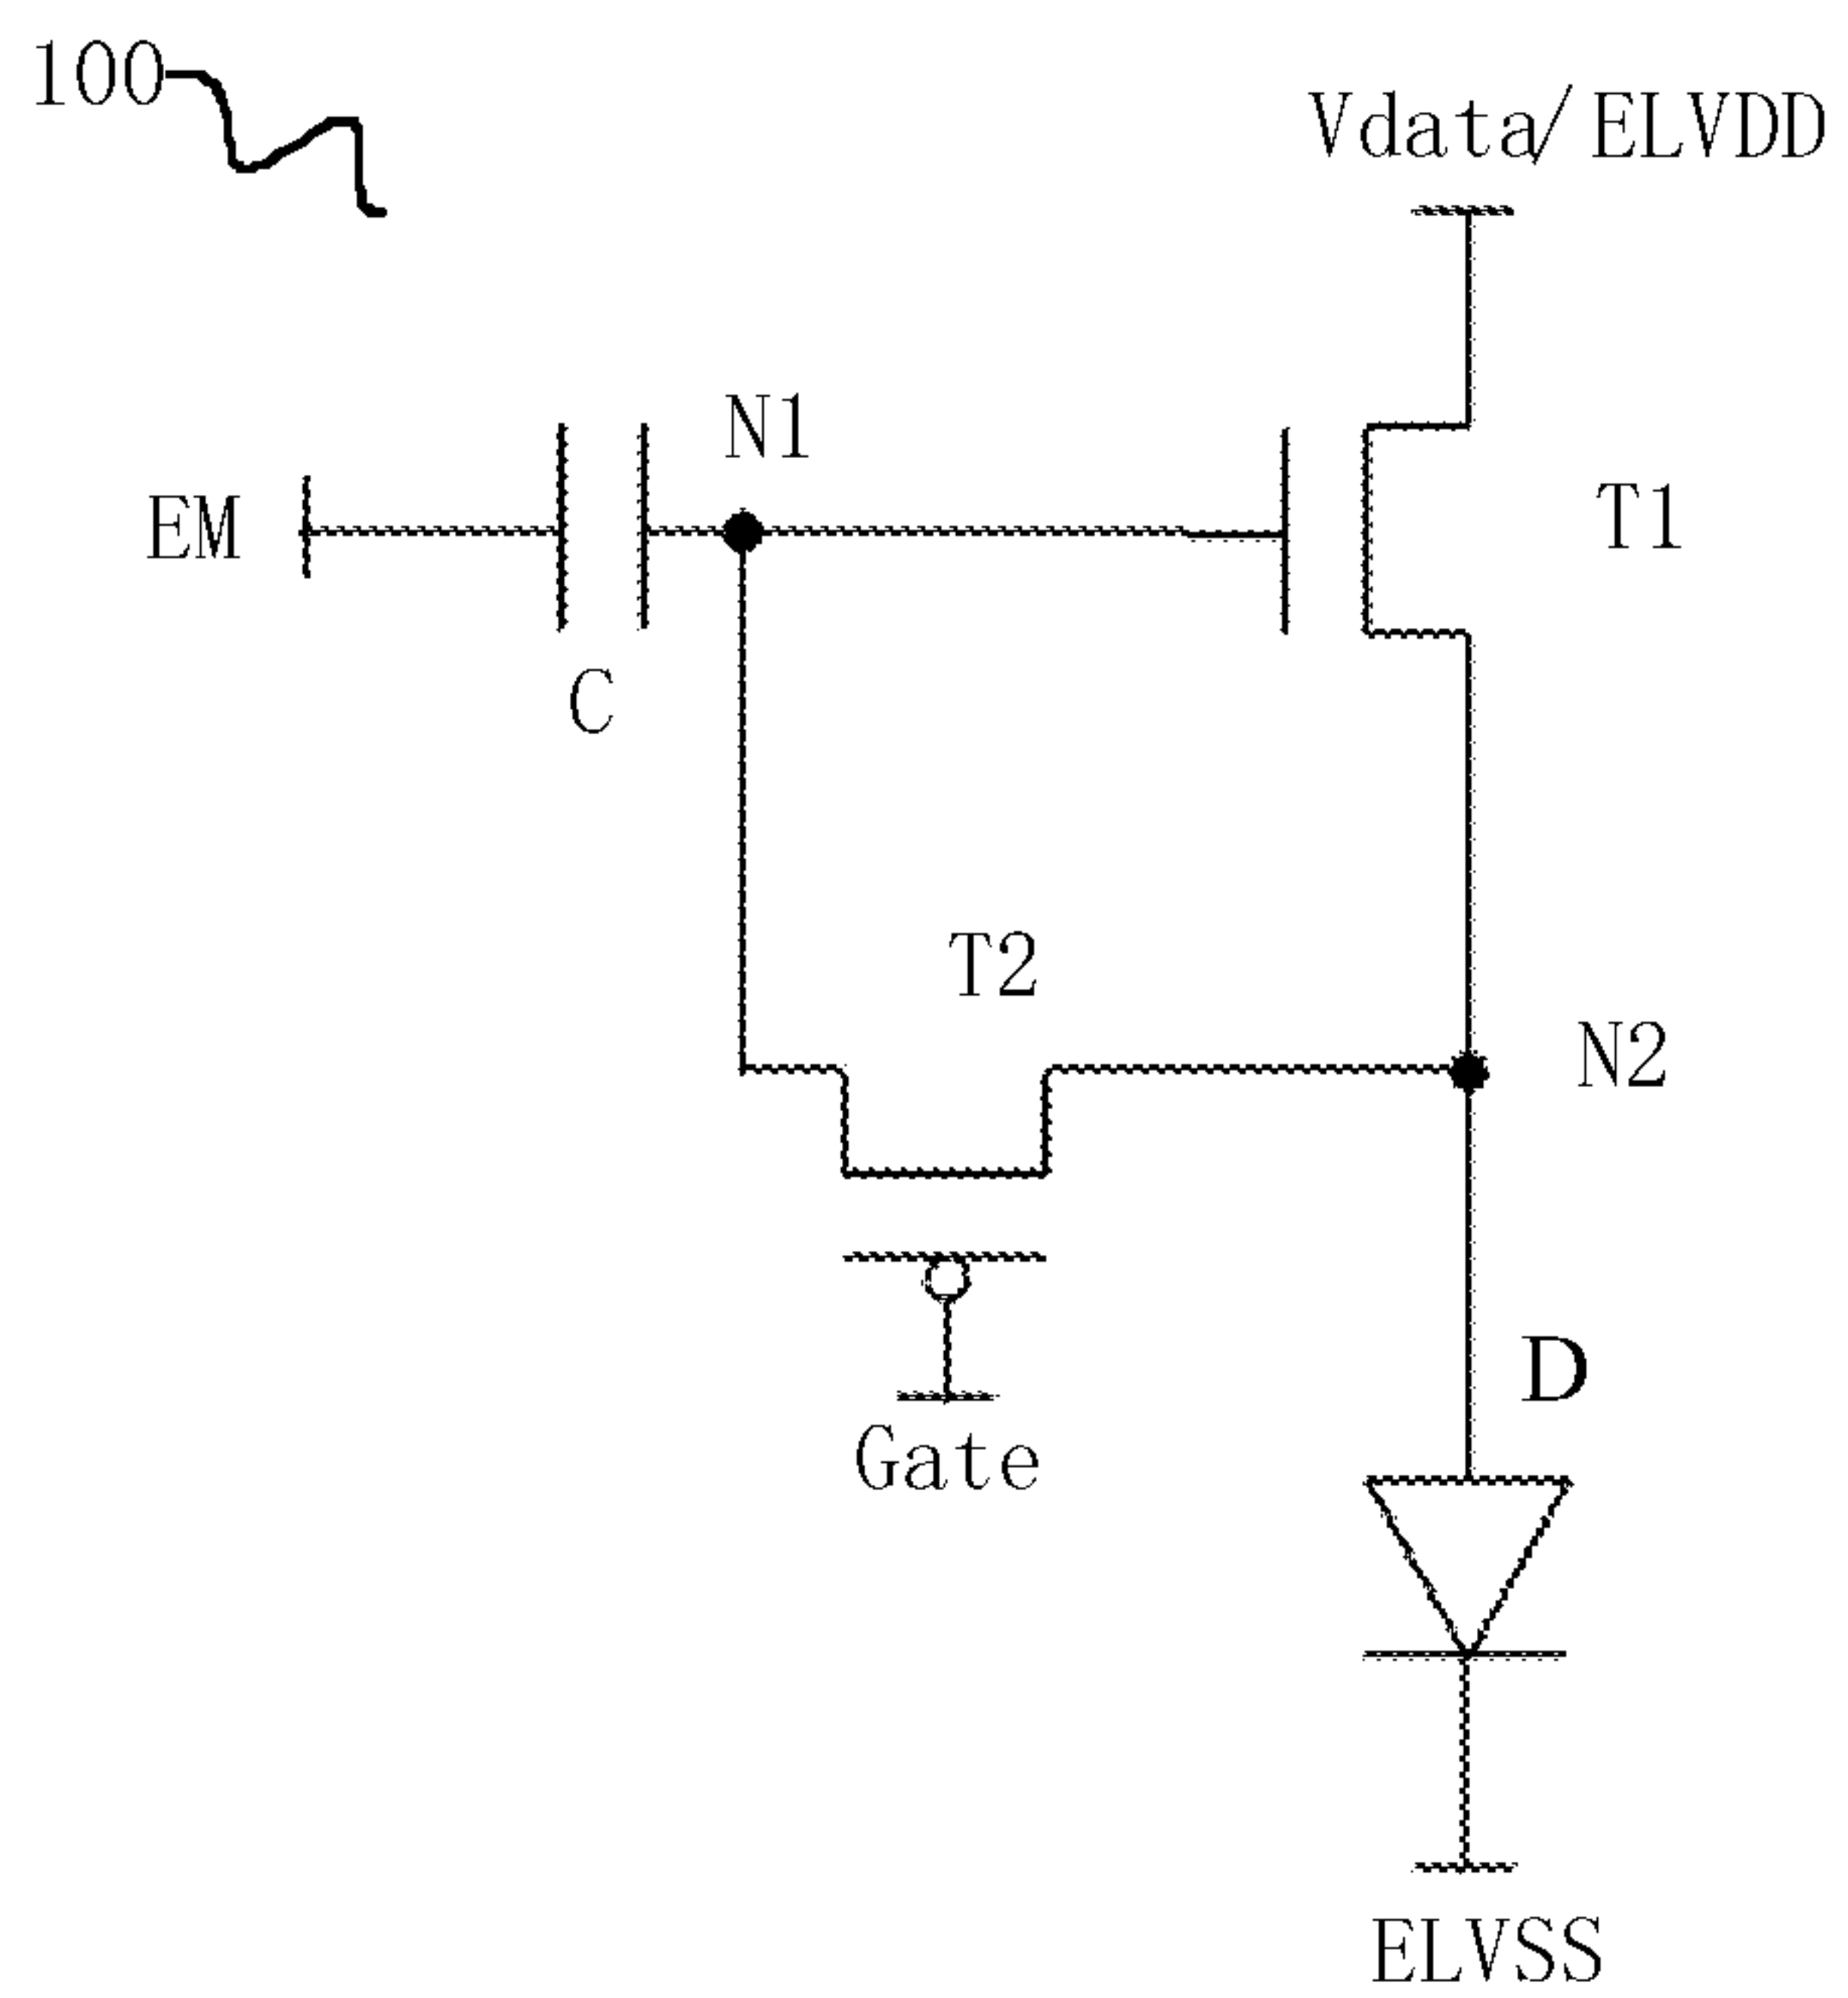 100
Vdata/ELVDD
N1
EM
T1
C
T2
N2
D
Gate
ELVSS